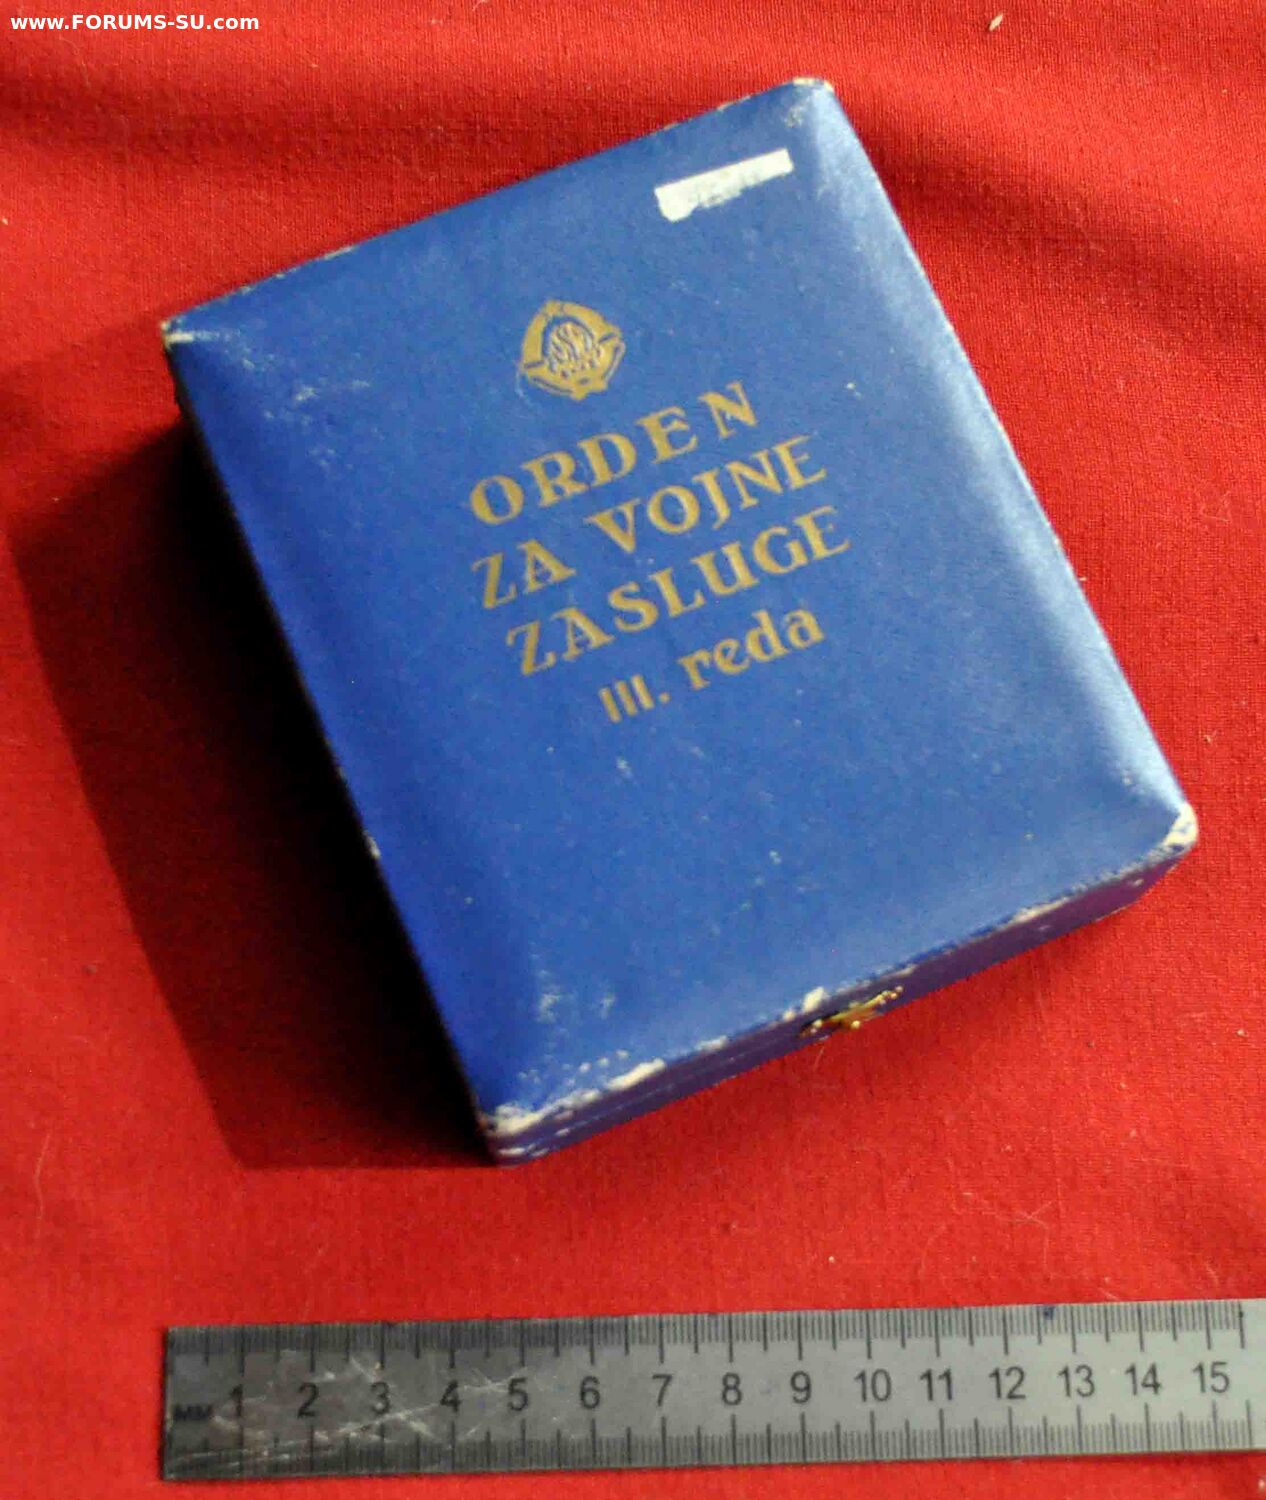 www.FORUMS-SU.com
ORDEN
ZA VOJNE
ZASLUGE
III. reda
мм 1 2 3 4 5 6 7 8 9 10 11 12 13 14 15